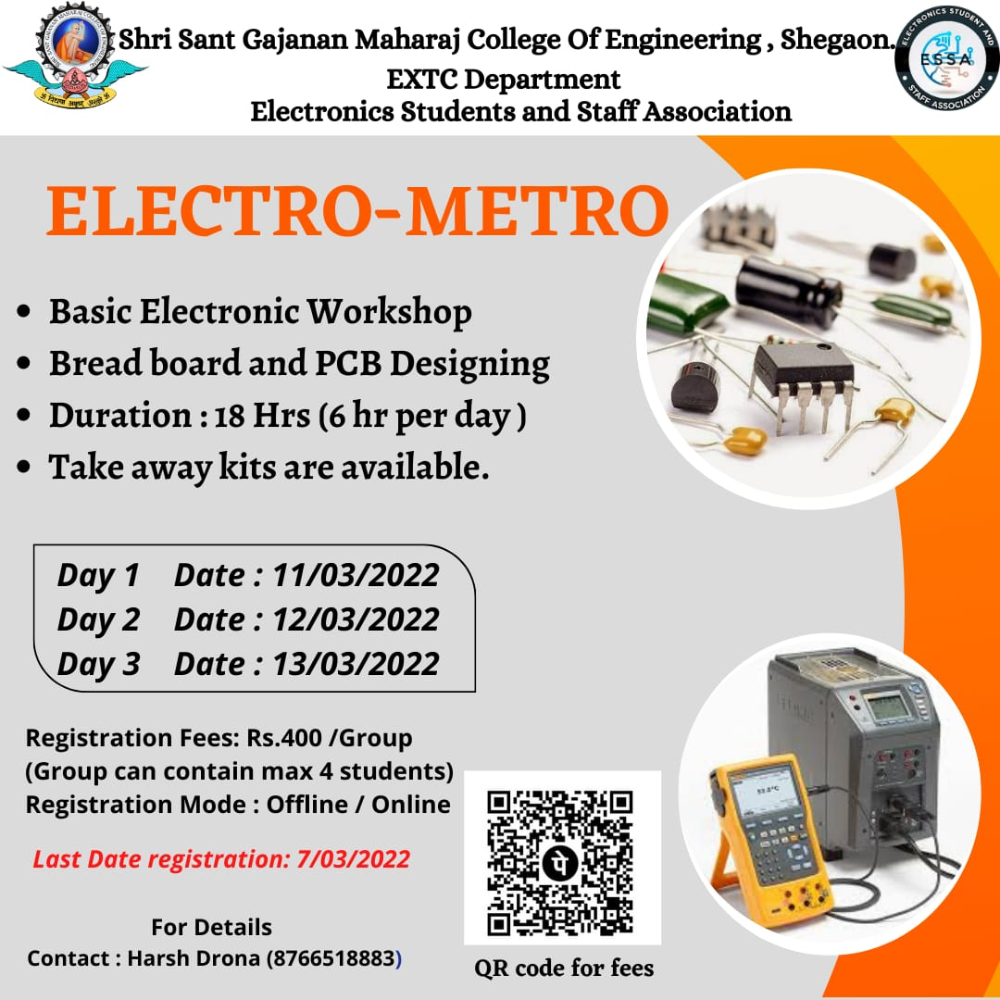 Shri Sant Gajanan Maharaj College Of Engineering , Shegaon.
EXTC Department
Electronics Students and Staff Association
ELECTRONICS STUDENT AND
ESSA
STAFF ASSOCIATION
ELECTRO-METRO
• Basic Electronic Workshop
• Bread board and PCB Designing
• Duration : 18 Hrs (6 hr per day )
• Take away kits are available.
Day 1 Date : 11/03/2022
Day 2 Date : 12/03/2022
Day 3 Date : 13/03/2022
Registration Fees: Rs.400 /Group
(Group can contain max 4 students)
Registration Mode : Offline / Online
Last Date registration: 7/03/2022
For Details
Contact : Harsh Drona (8766518883)
पे
QR code for fees